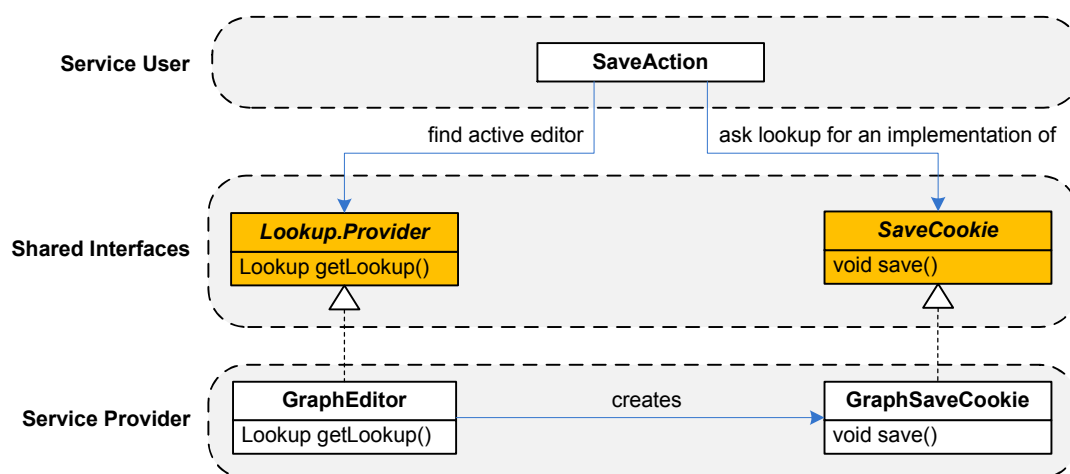 Service User
SaveAction
find active editor
ask lookup for an implementation of
Shared Interfaces
Lookup.Provider
Lookup getLookup()
SaveCookie
void save()
Service Provider
GraphEditor
Lookup getLookup()
creates
GraphSaveCookie
void save()